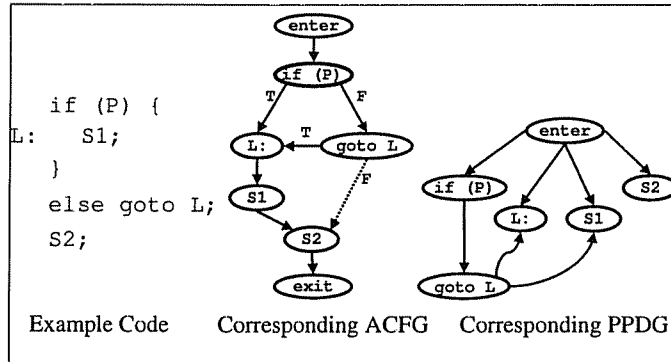 if (P) {
L: S1;
}
else goto L;
S2;
enter
if (P)
T F
L: T goto L
S1 F
S2
exit
enter
if (P) S2
L: S1
goto L
Example Code Corresponding ACFG Corresponding PPDG